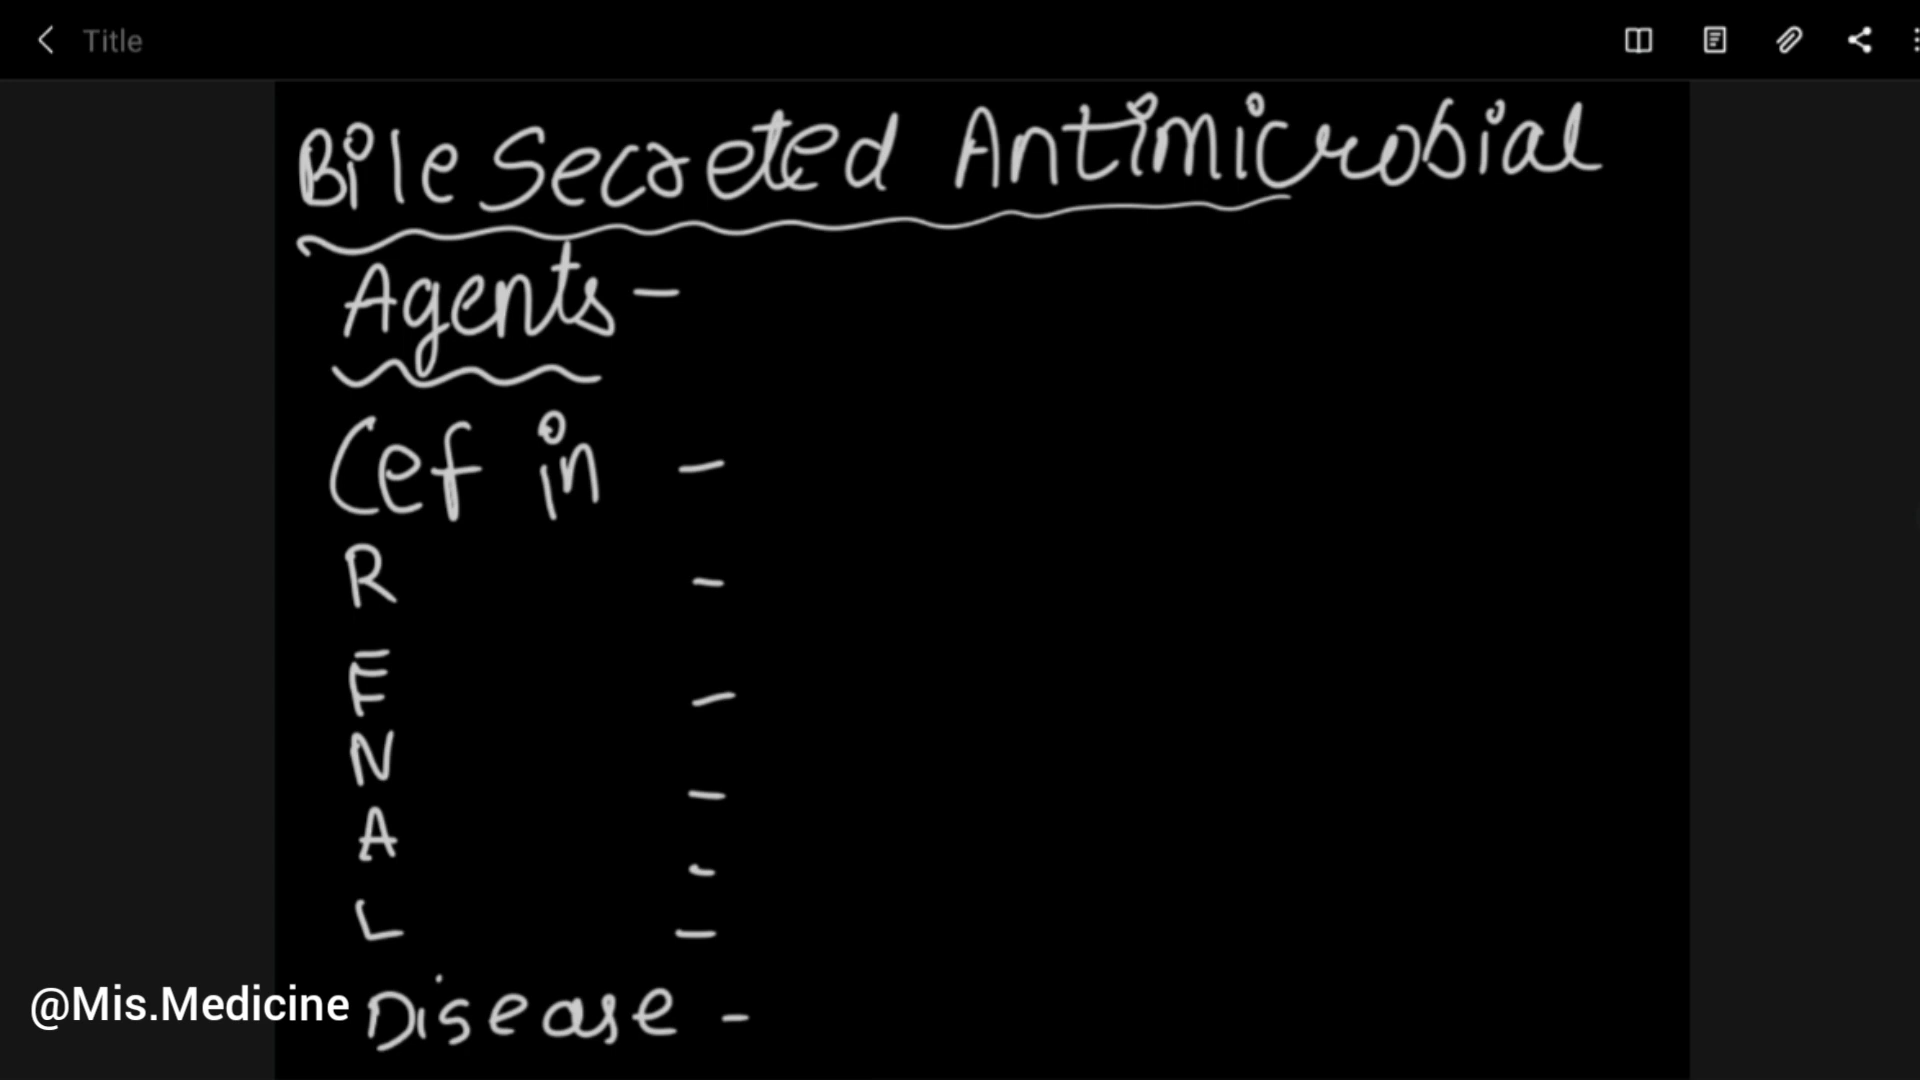 Title
Bile Secreted Antimicrobial
Agents -
Cef in -
R -
E -
N -
A -
L -
@Mis.Medicine
Disease -